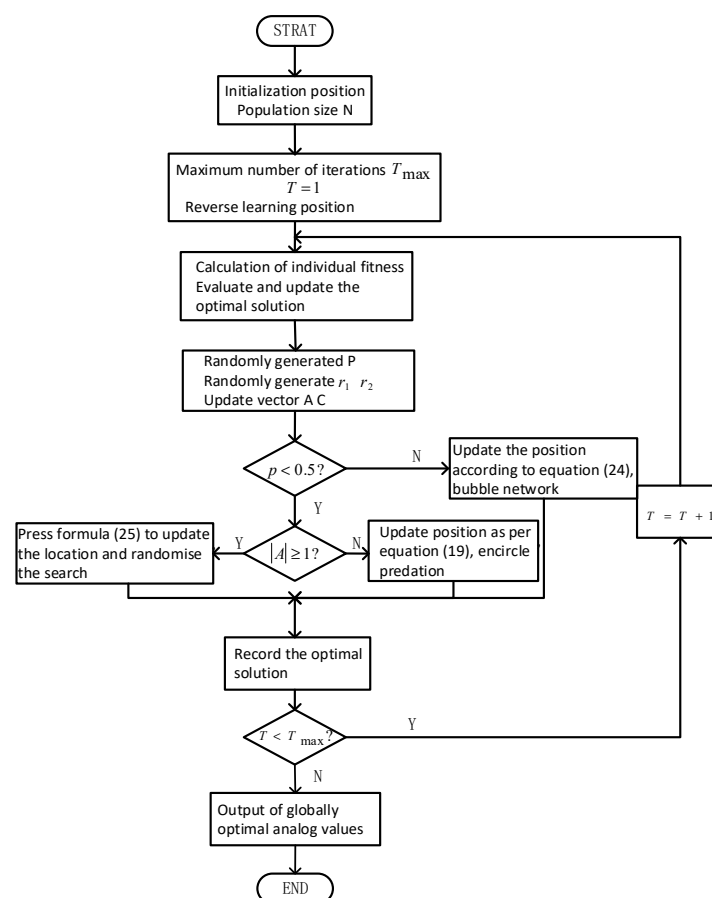 STRAT
Initialization position
Population size N
Maximum number of iterations T max
T = 1
Reverse learning position
Calculation of individual fitness
Evaluate and update the
optimal solution
Randomly generated P
Randomly generate r₁ r₂
Update vector A C
p < 0.5?
N
Update the position
according to equation (24),
bubble network
T = T + 1
Y
Press formula (25) to update
the location and randomise
the search
Y
|A| ≥ 1?
N
Update position as per
equation (19), encircle
predation
Record the optimal
solution
T < T max ?
Y
N
Output of globally
optimal analog values
END